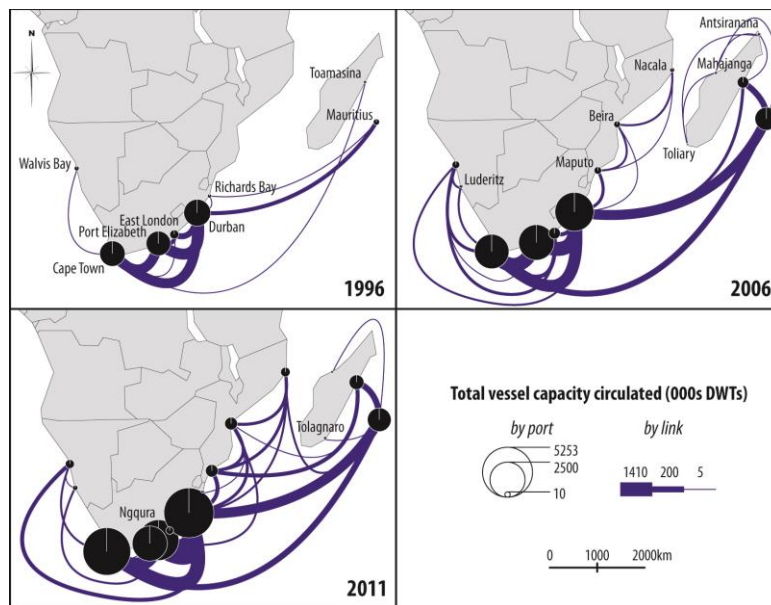 N
Toamasina
Mauritius
Walvis Bay
Richards Bay
East London
Port Elizabeth
Durban
Cape Town
1996
Antsiranana
Nacala
Mahajanga
Beira
Maputo
Toliary
Luderitz
2006
Tolagnaro
Ngqura
2011
Total vessel capacity circulated (000s DWTs)
by port by link
5253
2500
10
1410 200 5
0 1000 2000km